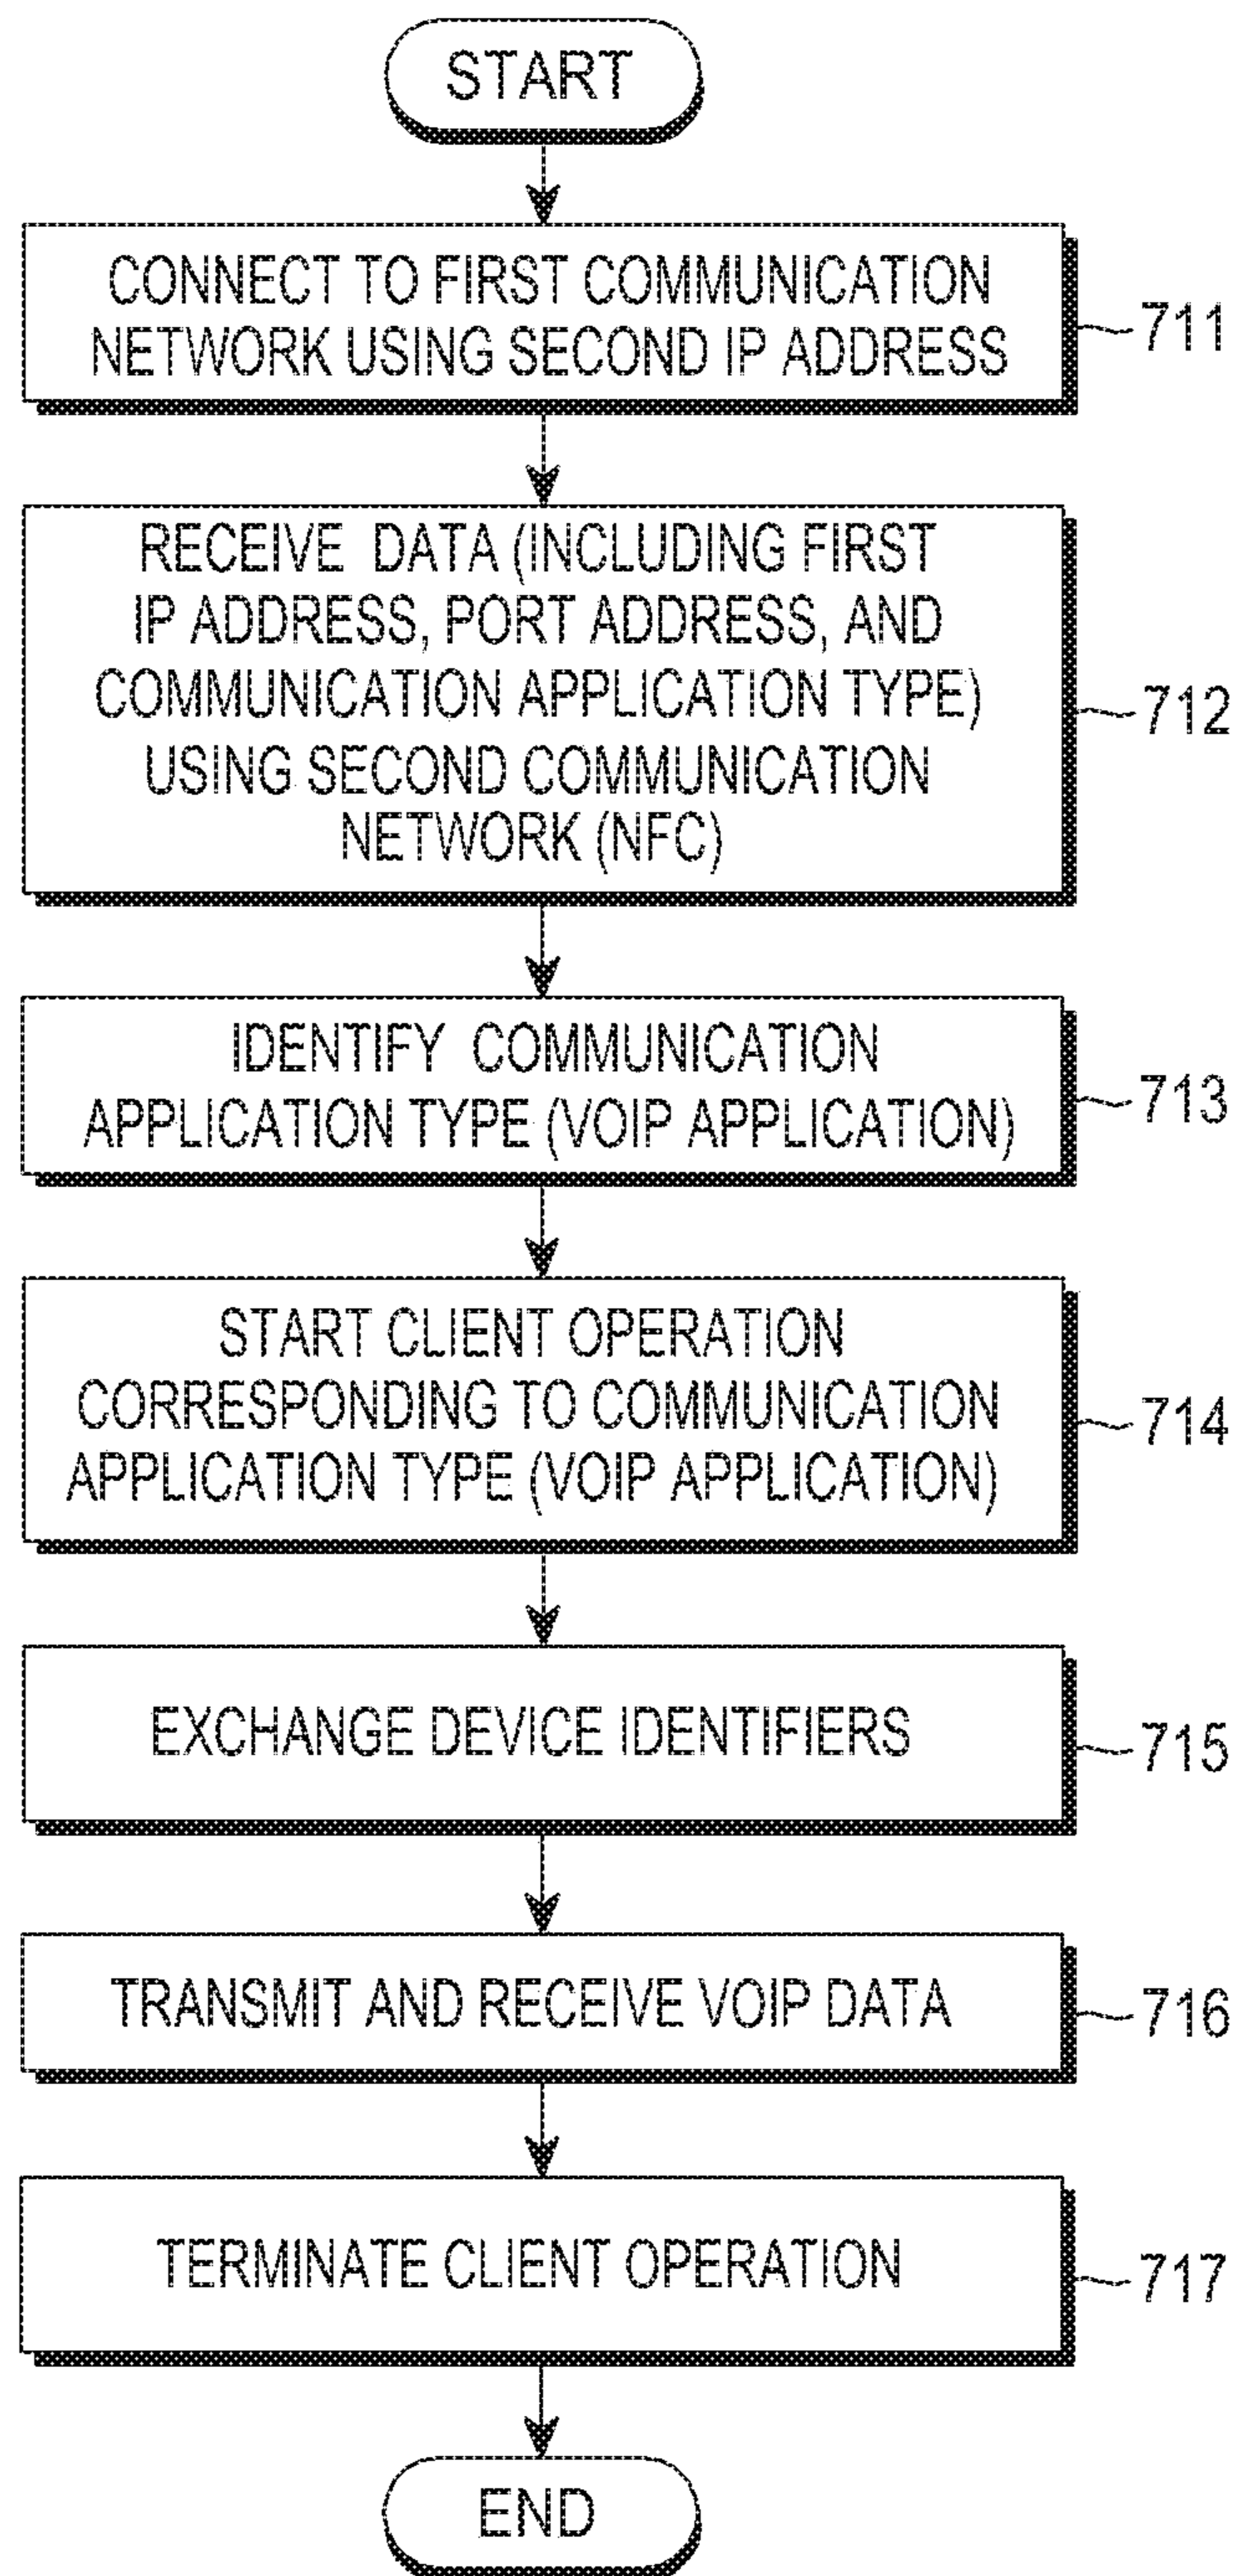 START
CONNECT TO FIRST COMMUNICATION
NETWORK USING SECOND IP ADDRESS
711
RECEIVE DATA (INCLUDING FIRST
IP ADDRESS, PORT ADDRESS, AND
COMMUNICATION APPLICATION TYPE)
USING SECOND COMMUNICATION
NETWORK (NFC)
712
IDENTIFY COMMUNICATION
APPLICATION TYPE (VOIP APPLICATION)
713
START CLIENT OPERATION
CORRESPONDING TO COMMUNICATION
APPLICATION TYPE (VOIP APPLICATION)
714
EXCHANGE DEVICE IDENTIFIERS
715
TRANSMIT AND RECEIVE VOIP DATA
716
TERMINATE CLIENT OPERATION
717
END